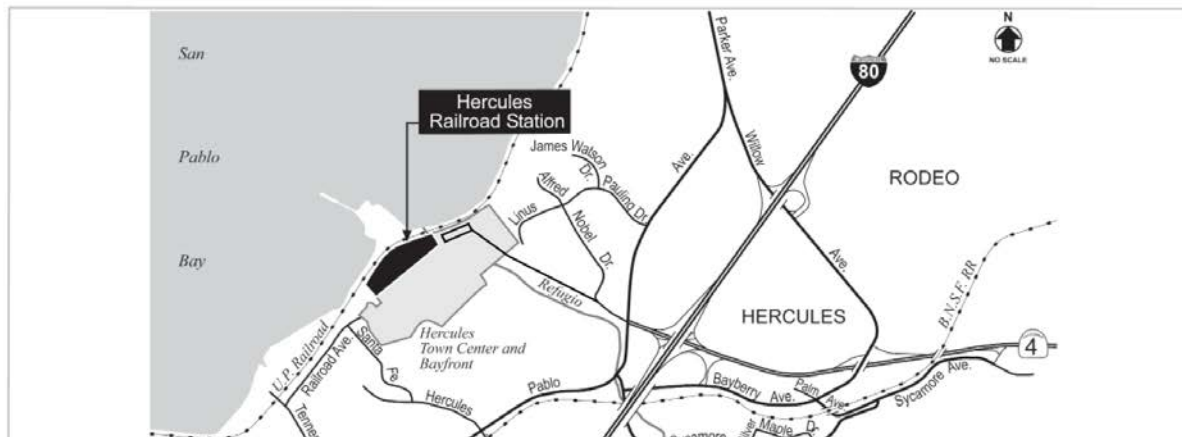 San
Pablo
Bay
Hercules
Railroad Station
Parker Ave.
80
N
NO SCALE
James Watson
Dr.
Alfred
Nobel
Dr.
Linus
Pauling Dr.
Ave.
Willow
Ave.
RODEO
HERCULES
B.N.S.F. RR
4
Refugio
Hercules
Town Center and
Bayfront
U.P. Railroad
Railroad Ave.
Santa
Fe
Hercules
Pablo
Bayberry
Ave.
Palm
Ave.
Sycamore Ave.
Maple